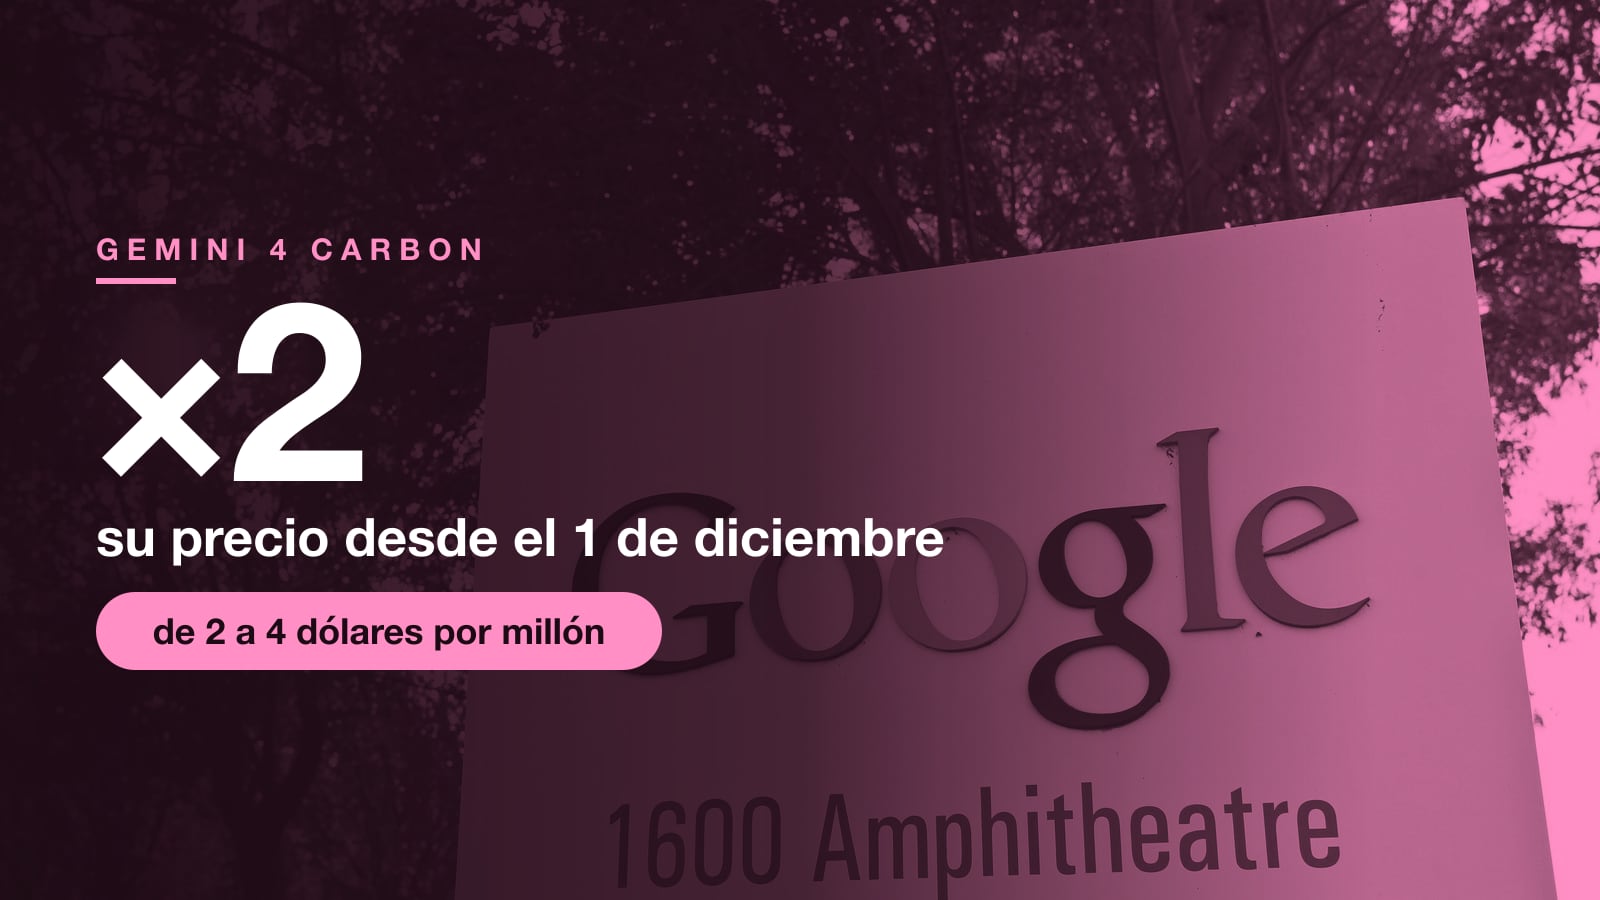 GEMINI 4 CARBON
×2
su precio desde el 1 de diciembre
de 2 a 4 dólares por millón
Google
1600 Amphitheatre